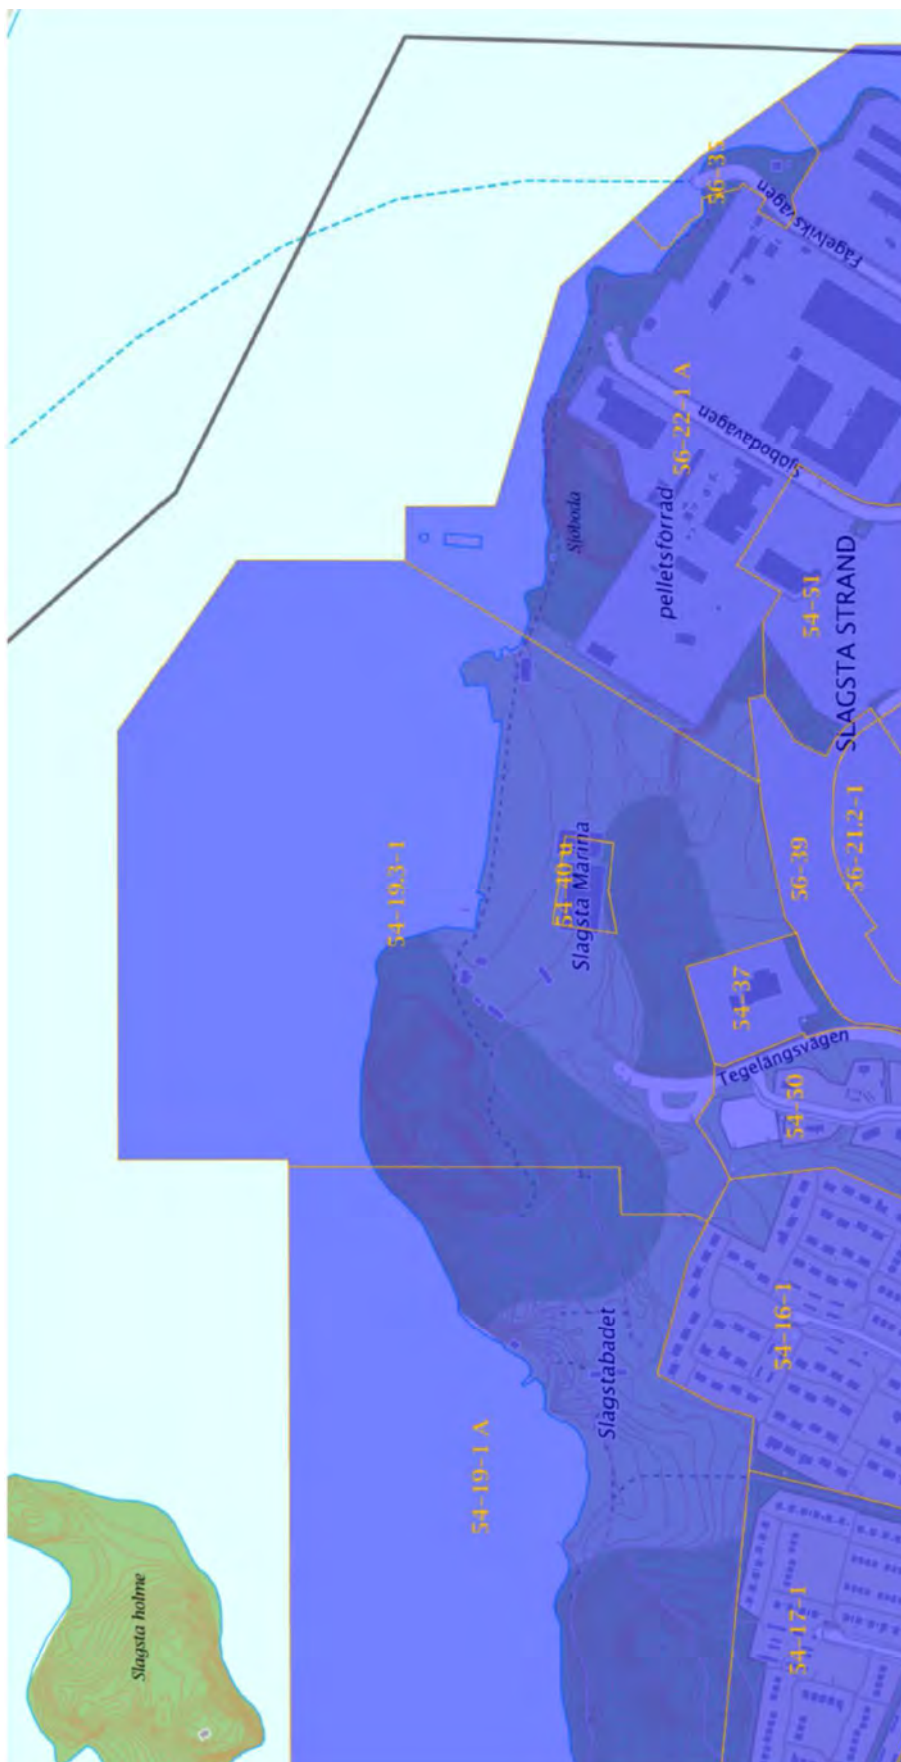 56-35
Fågelviksvägen
56-22-1 A
Sjöbodavägen
Sjöboda
pelletsförråd
54-51
SLAGSTA STRAND
54-19.3-1
54-40 u
Slagsta Marina
56-39
56-21.2-1
54-37
Tegelängsvägen
54-50
54-16-1
Slagstabadet
54-19-1 A
Slagsta holme
54-17-1